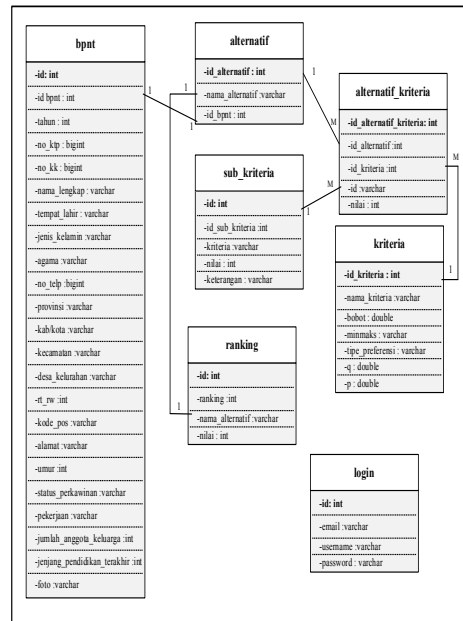 bpnt
-id: int
-id bpnt : int
-tahun : int
-no_ktp : bigint
-no_kk : bigint
-nama_lengkap : varchar
-tempat_lahir : varchar
-jenis_kelamin : varchar
-agama : varchar
-no_telp :bigint
-provinsi : varchar
-kab/kota : varchar
-kecamatan : varchar
-desa_kelurahan : varchar
-rt_rw : int
-kode_pos : varchar
-alamat : varchar
-umur :int
-status_perkawinan : varchar
-pekerjaan : varchar
-jumlah_anggota_keluarga : int
-jenjang_pendidikan_terakhir :int
-foto :varchar
1
1
1
alternatif
-id_alternatif : int
-nama_alternatif :varchar
-id_bpnt : int
1
M
alternatif_kriteria
-id_alternatif_kriteria: int
-id_alternatif :int
-id_kriteria :int
-id :varchar
-nilai : int
M
M
1
sub_kriteria
-id: int
-id_sub_kriteria :int
-kriteria :varchar
-nilai : int
-keterangan : varchar
1
kriteria
-id_kriteria : int
-nama_kriteria :varchar
-bobot : double
-minmaks : varchar
-tipe_preferensi : varchar
-q : double
-p : double
1
ranking
-id: int
-ranking :int
-nama_alternatif :varchar
-nilai : int
login
-id: int
-email : varchar
-username : varchar
-password : varchar